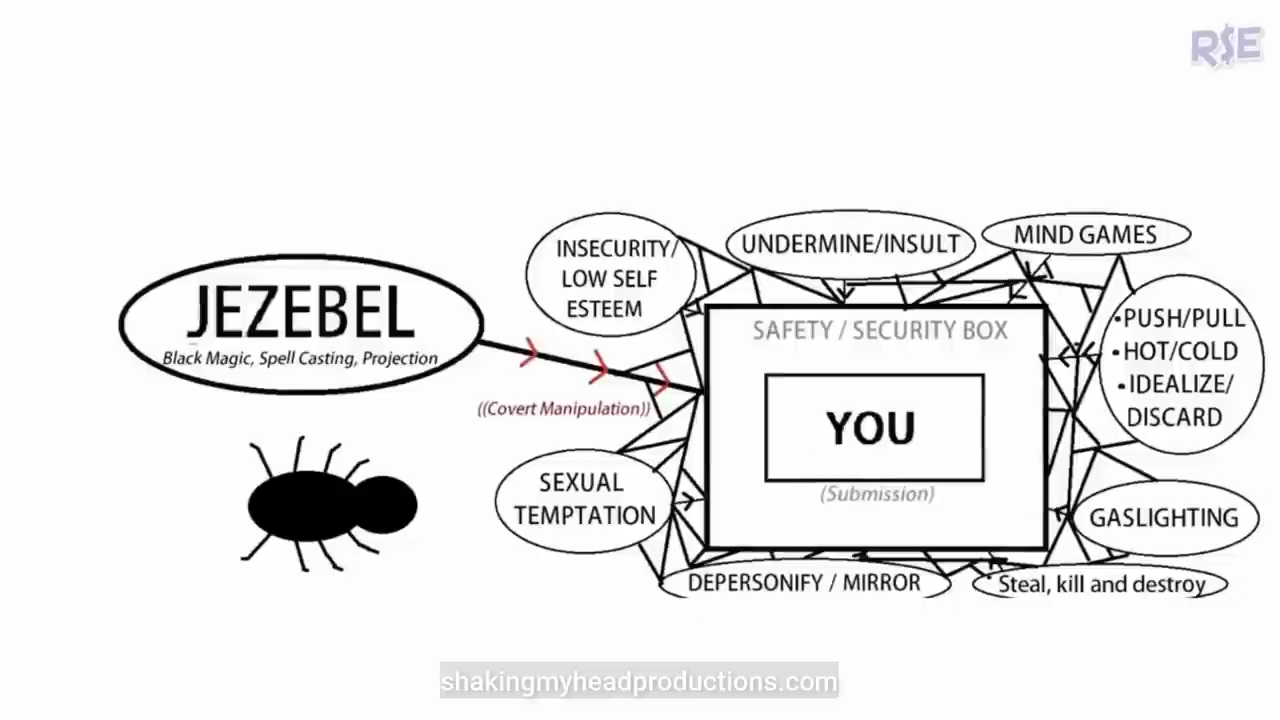 R$E
JEZEBEL
Black Magic, Spell Casting, Projection
((Covert Manipulation))
INSECURITY/
LOW SELF
ESTEEM
UNDERMINE/INSULT
MIND GAMES
•PUSH/PULL
•HOT/COLD
•IDEALIZE/
DISCARD
SAFETY / SECURITY BOX
YOU
(Submission)
SEXUAL
TEMPTATION
GASLIGHTING
DEPERSONIFY / MIRROR
Steal, kill and destroy
shakingmyheadproductions.com